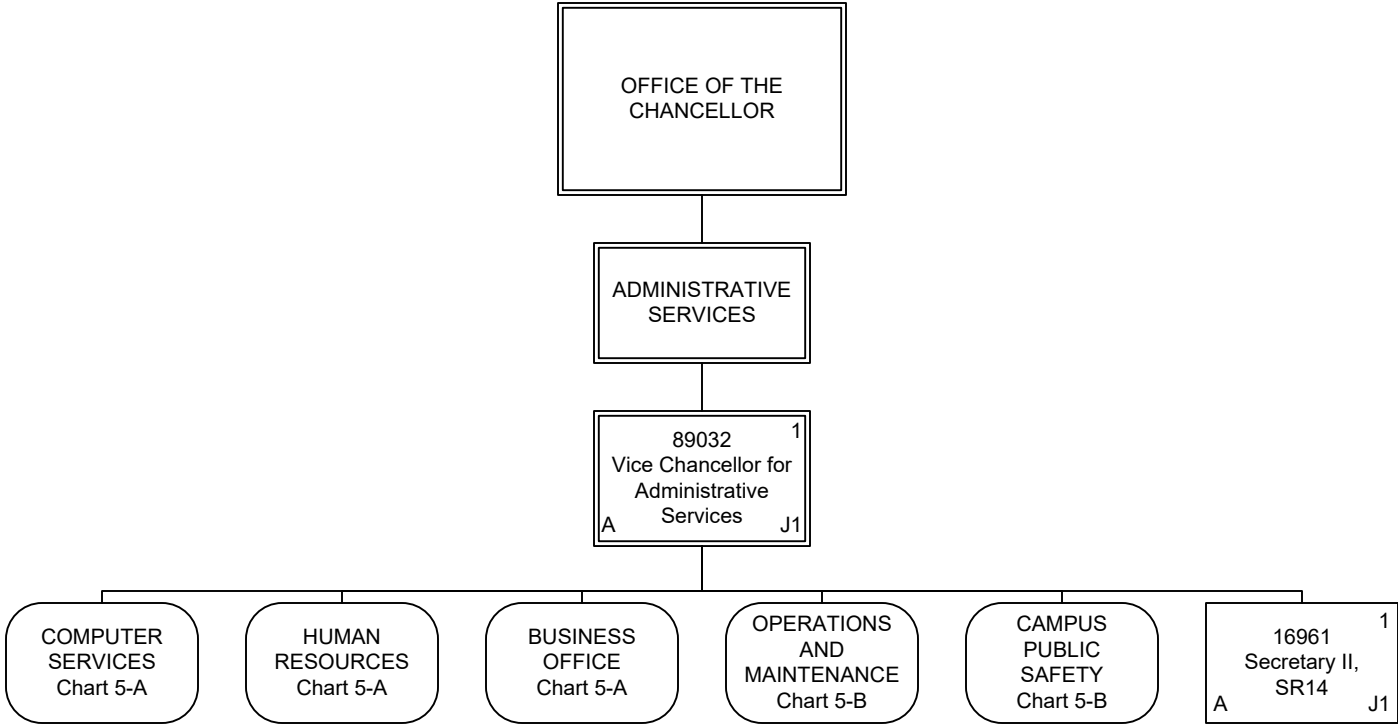 OFFICE OF THE
CHANCELLOR
ADMINISTRATIVE
SERVICES
1
89032
Vice Chancellor for
Administrative
Services
A
J1
COMPUTER
SERVICES
Chart 5-A
HUMAN
RESOURCES
Chart 5-A
BUSINESS
OFFICE
Chart 5-A
OPERATIONS
AND
MAINTENANCE
Chart 5-B
CAMPUS
PUBLIC
SAFETY
Chart 5-B
1
16961
Secretary II,
SR14
A
J1